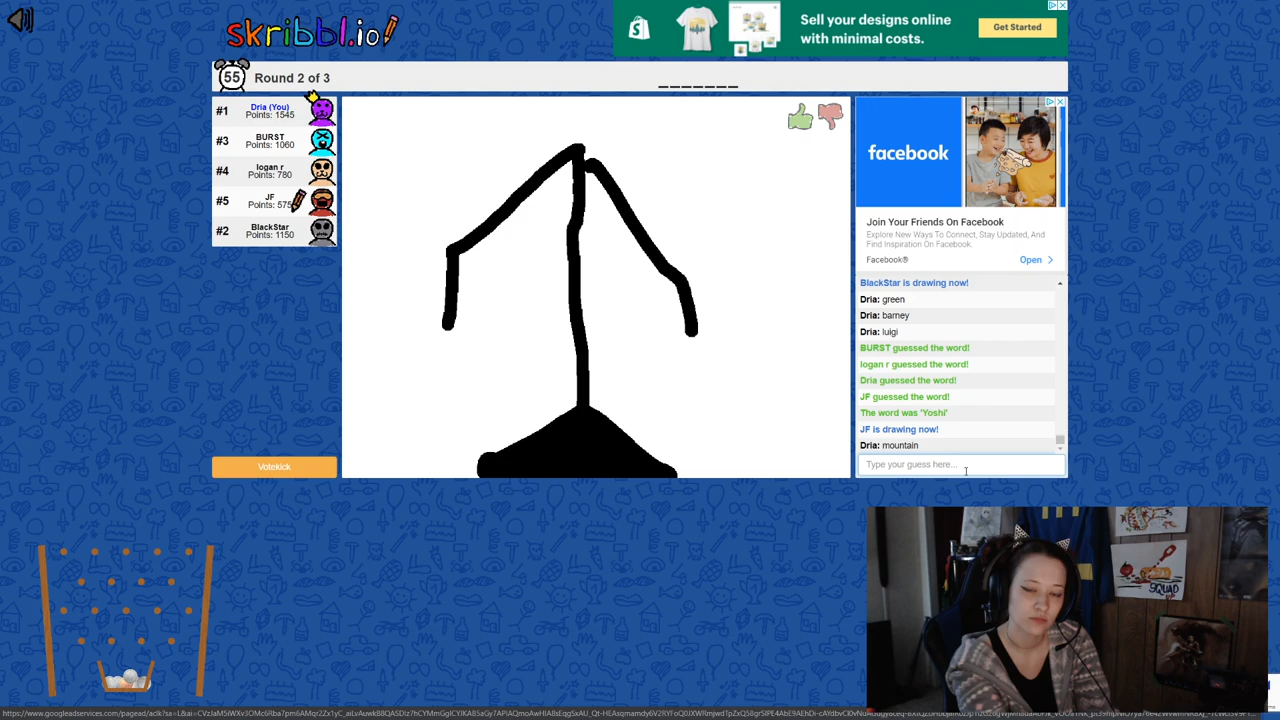 skribbl.io
Sell your designs online
with minimal costs.
Get Started
55
Round 2 of 3
_______
#1
Dria (You)
Points: 1545
#3
BURST
Points: 1060
#4
logan r
Points: 780
#5
JF
Points: 575
#2
BlackStar
Points: 1150
Votekick
facebook
Join Your Friends On Facebook
Explore New Ways To Connect, Stay Updated, And
Find Inspiration On Facebook.
Facebook®
Open
BlackStar is drawing now!
Dria: green
Dria: barney
Dria: luigi
BURST guessed the word!
logan r guessed the word!
Dria guessed the word!
JF guessed the word!
The word was 'Yoshi'
JF is drawing now!
Dria: mountain
Type your guess here...
SQUAD